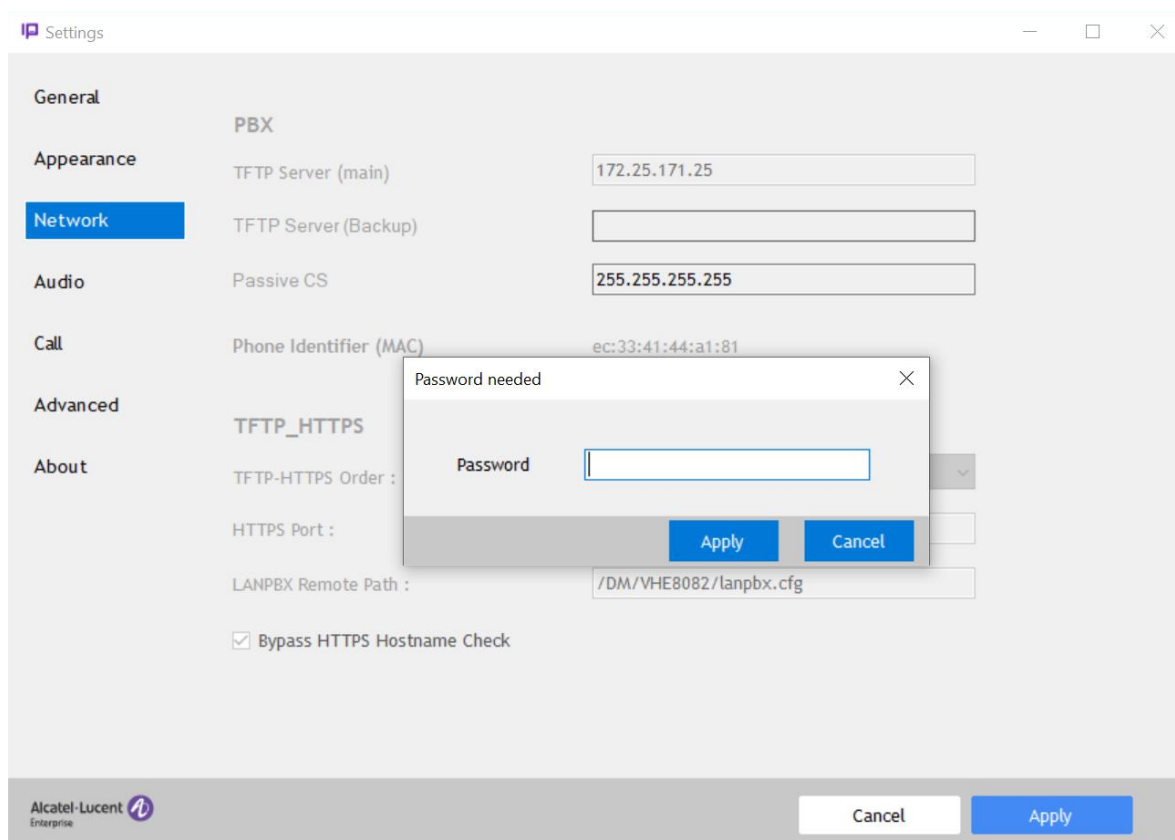 Settings
General
Appearance
Network
Audio
Call
Advanced
About
PBX
TFTP Server (main)
172.25.171.25
TFTP Server (Backup)
Passive CS
255.255.255.255
Phone Identifier (MAC)
ec:33:41:44:a1:81
TFTP_HTTPS
TFTP-HTTPS Order :
HTTPS Port :
LANPBX Remote Path :
/DM/VHE8082/lanpbx.cfg
Bypass HTTPS Hostname Check
Password needed
Password
Apply
Cancel
Alcatel·Lucent
Enterprise
Cancel
Apply